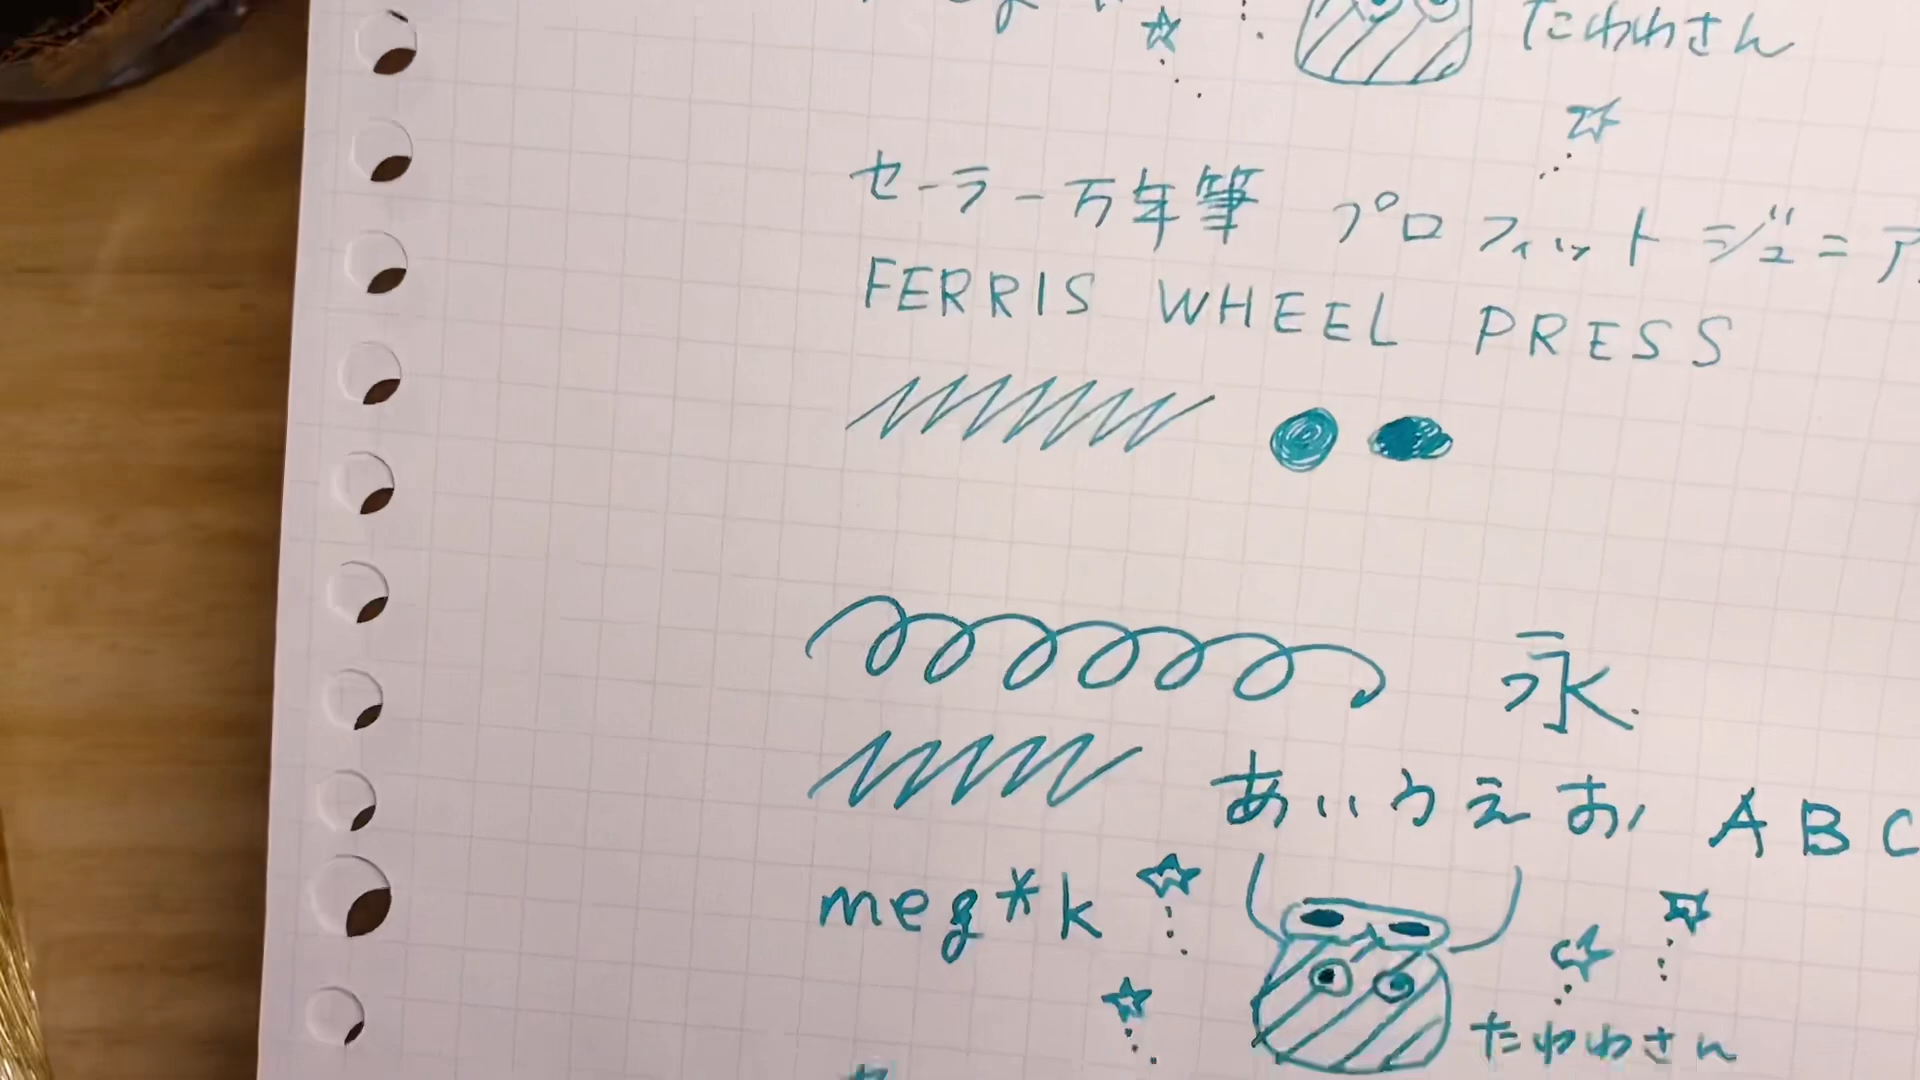 たわわさん
セーラー万年筆 プロフィットジュニア
FERRIS WHEEL PRESS
永
あいうえお ABC
meg*k
たわわさん